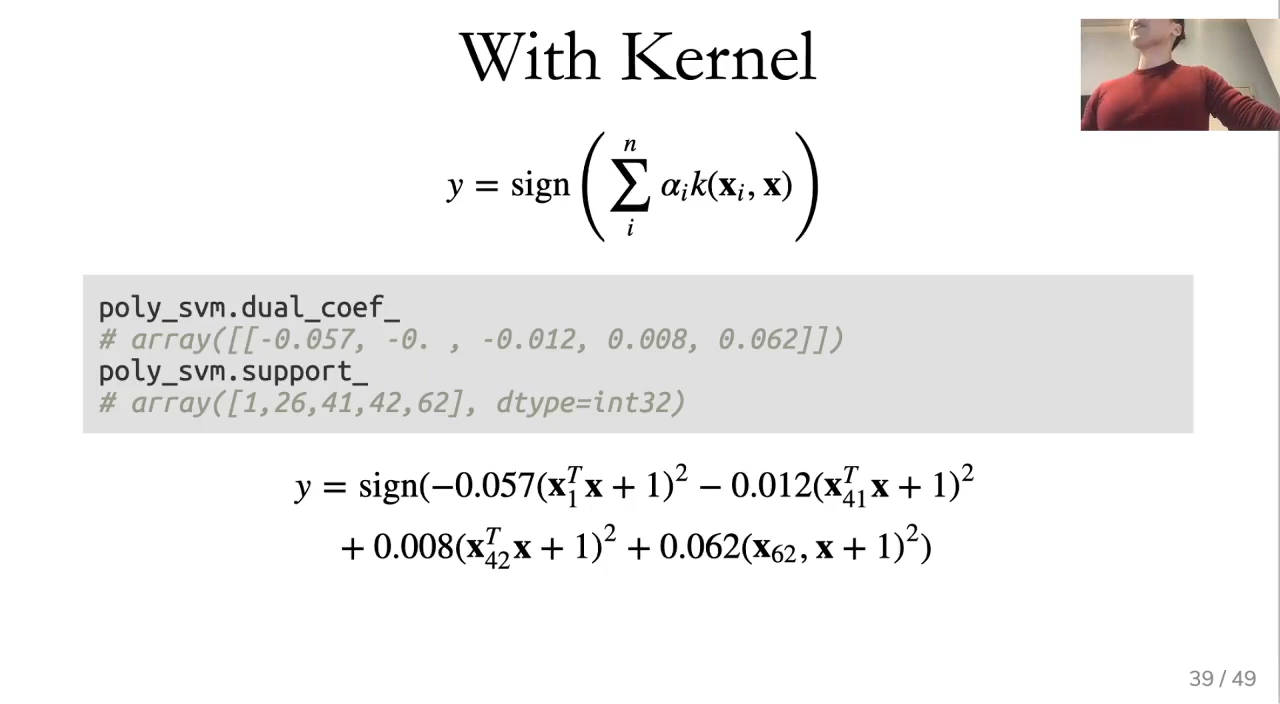 With Kernel
y = sign(∑_i^n α_i k(𝐱_i, 𝐱))
poly_svm.dual_coef_
# array([[-0.057, -0. , -0.012, 0.008, 0.062]])
poly_svm.support_
# array([1,26,41,42,62], dtype=int32)
y = sign(−0.057(𝐱_1^T 𝐱 + 1)^2 − 0.012(𝐱_41^T 𝐱 + 1)^2
+ 0.008(𝐱_42^T 𝐱 + 1)^2 + 0.062(𝐱_62, 𝐱 + 1)^2)
39 / 49